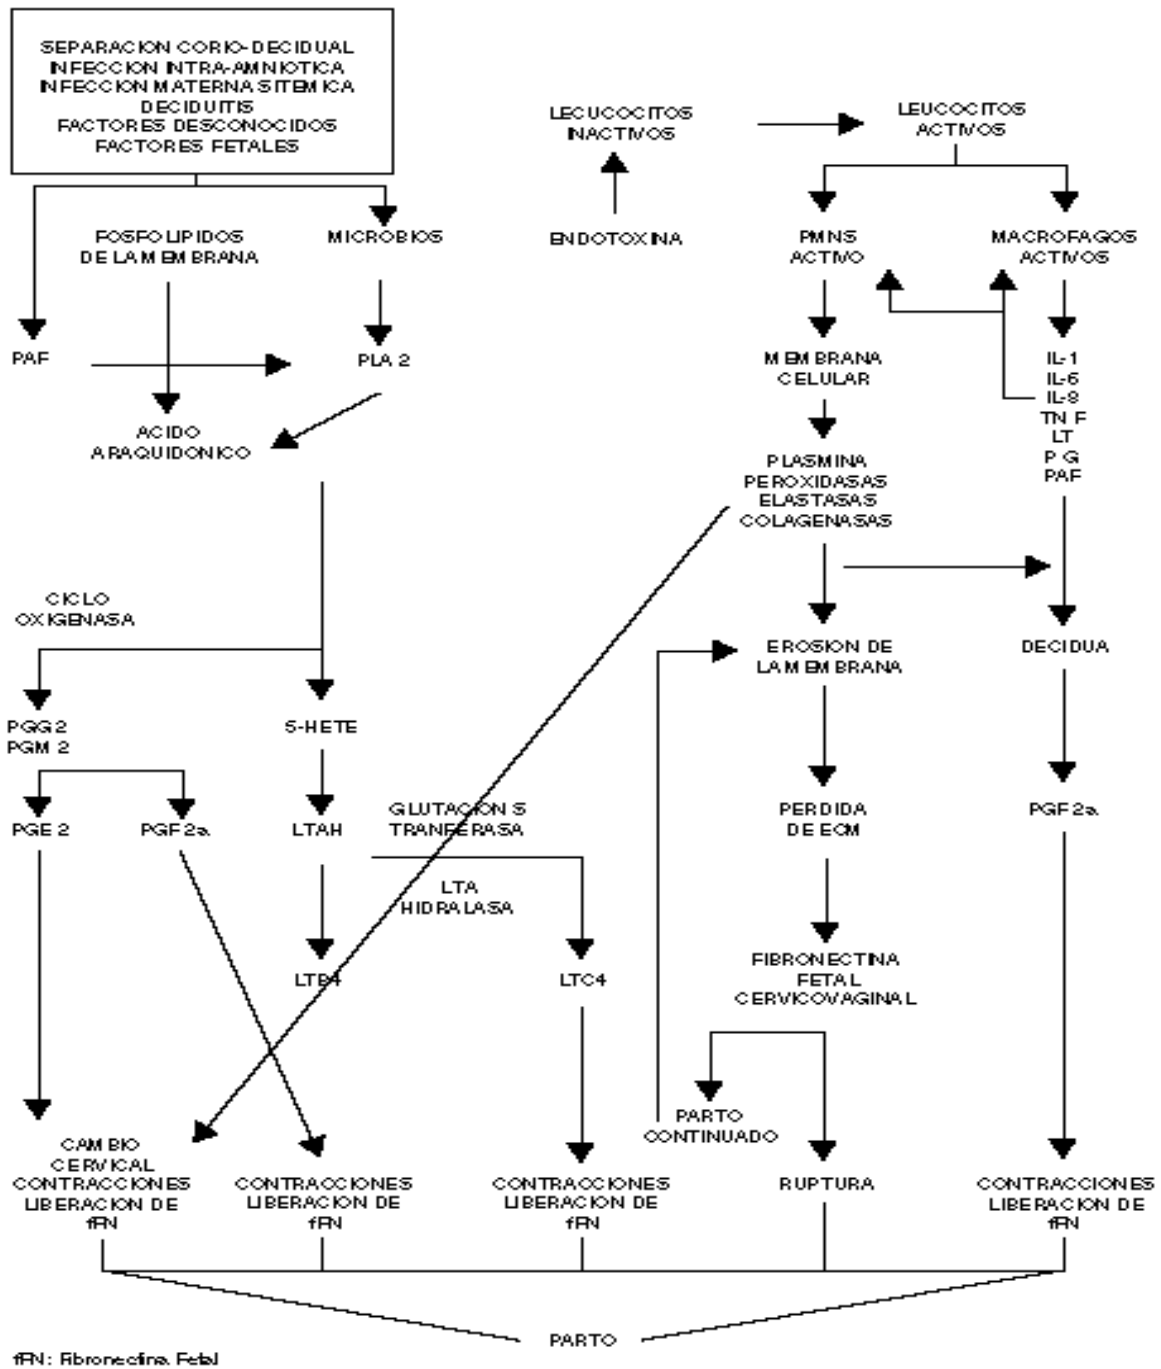 SEPARACION CORIO-DECIDUAL
INFECCION INTRA-AMNIOTICA
INFECCION MATERNA SITEMICA
DECIDUITIS
FACTORES DESCONOCIDOS
FACTORES FETALES
LECUCOCITOS
INACTIVOS
LEUCOCITOS
ACTIVOS
FOSFOLIPIDOS
DE LA MEMBRANA
MICROBIOS
ENDOTOXINA
PMNS
ACTIVO
MACROFAGOS
ACTIVOS
PAF
PLA 2
MEMBRANA
CELULAR
IL-1
IL-6
IL-8
TNF
LT
PG
PAF
ACIDO
ARAQUIDONICO
PLASMINA
PEROXIDASAS
ELASTASAS
COLAGENASAS
CICLO
OXIGENASA
EROSION DE
LA MEMBRANA
DECIDUA
PGG2
PGM 2
5-HETE
PGE 2
PGF2a
LTAH
GLUTACION S
TRANFERASA
PERDIDA
DE ECM
PGF2a
LTA
HIDRALASA
LTB4
LTC4
FIBRONECTINA
FETAL
CERVICOVAGINAL
PARTO
CONTINUADO
CAMBIO
CERVICAL
CONTRACCIONES
LIBERACION DE
fFN
CONTRACCIONES
LIBERACION DE
fFN
CONTRACCIONES
LIBERACION DE
fFN
RUPTURA
CONTRACCIONES
LIBERACION DE
fFN
PARTO
fFN: Fibronectina Fetal